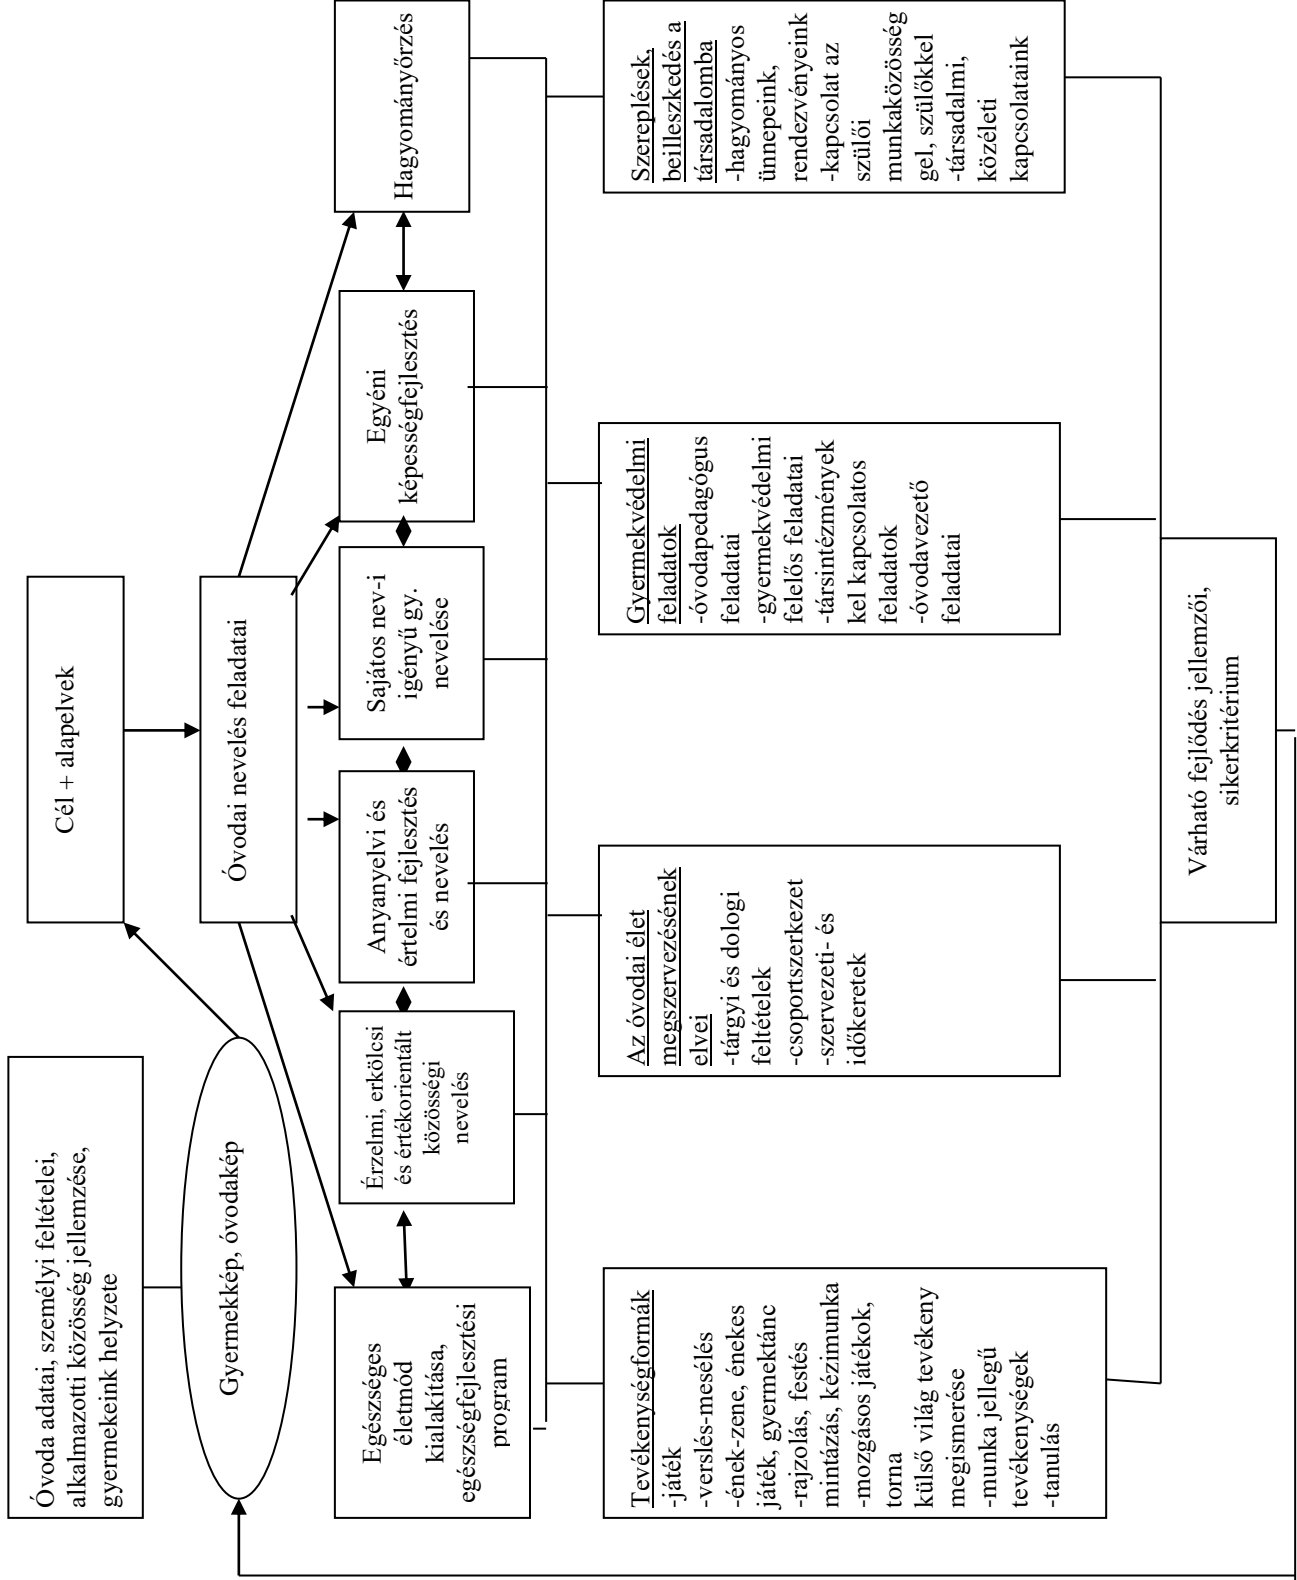 Óvoda adatai, személyi feltételei,
alkalmazotti közösség jellemzése,
gyermekeink helyzete
Cél + alapelvek
Gyermekkép, óvodakép
Óvodai nevelés feladatai
Egészséges
életmód
kialakítása,
egészségfejlesztési
program
Érzelmi, erkölcsi
és értékorientált
közösségi
nevelés
Anyanyelvi és
értelmi fejlesztés
és nevelés
Sajátos nev-i
igényű gy.
nevelése
Egyéni
képességfejlesztés
Hagyományőrzés
Tevékenységformák
-játék
-verslés-mesélés
-ének-zene, énekes
játék, gyermektánc
-rajzolás, festés
mintázás, kézimunka
-mozgásos játékok,
torna
külső világ tevékeny
megismerése
-munka jellegű
tevékenységek
-tanulás
Az óvodai élet
megszervezésének
elvei
-tárgyi és dologi
feltételek
-csoportszerkezet
-szervezeti- és
időkeretek
Gyermekvédelmi
feladatok
-óvodapedagógus
feladatai
-gyermekvédelmi
felelős feladatai
-társintézmények
kel kapcsolatos
feladatok
-óvodavezető
feladatai
Szereplések,
beilleszkedés a
társadalomba
-hagyományos
ünnepeink,
rendezvényeink
-kapcsolat az
szülői
munkaközösség
gel, szülőkkel
-társadalmi,
közéleti
kapcsolataink
Várható fejlődés jellemzői,
sikerkritérium